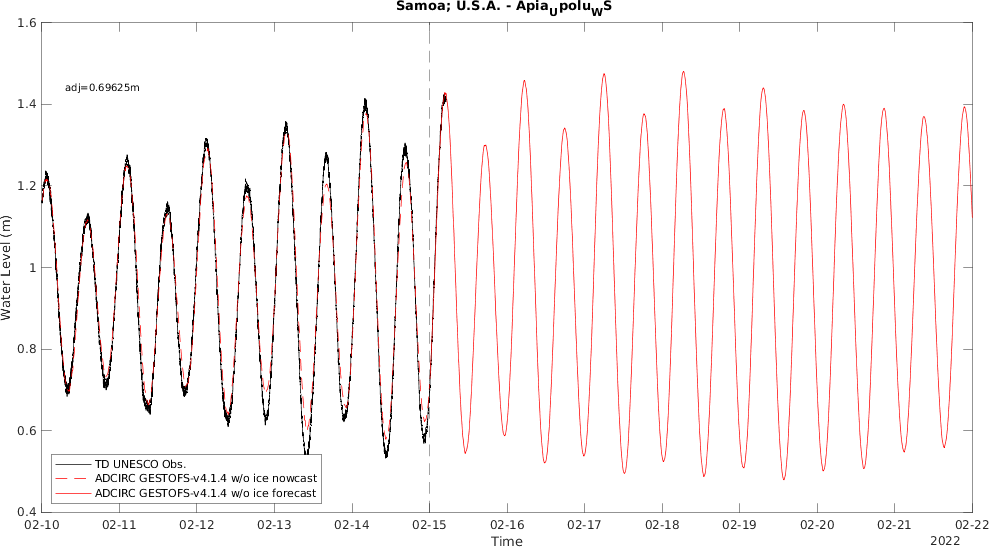 Samoa; U.S.A. - ApiaUpoluWS
1.6
adj=0.69625m
1.4
1.2
Water Level (m)
1
0.8
0.6
TD UNESCO Obs.
ADCIRC GESTOFS-v4.1.4 w/o ice nowcast
ADCIRC GESTOFS-v4.1.4 w/o ice forecast
0.4
02-10 02-11 02-12 02-13 02-14 02-15 02-16 02-17 02-18 02-19 02-20 02-21 02-22
Time
2022